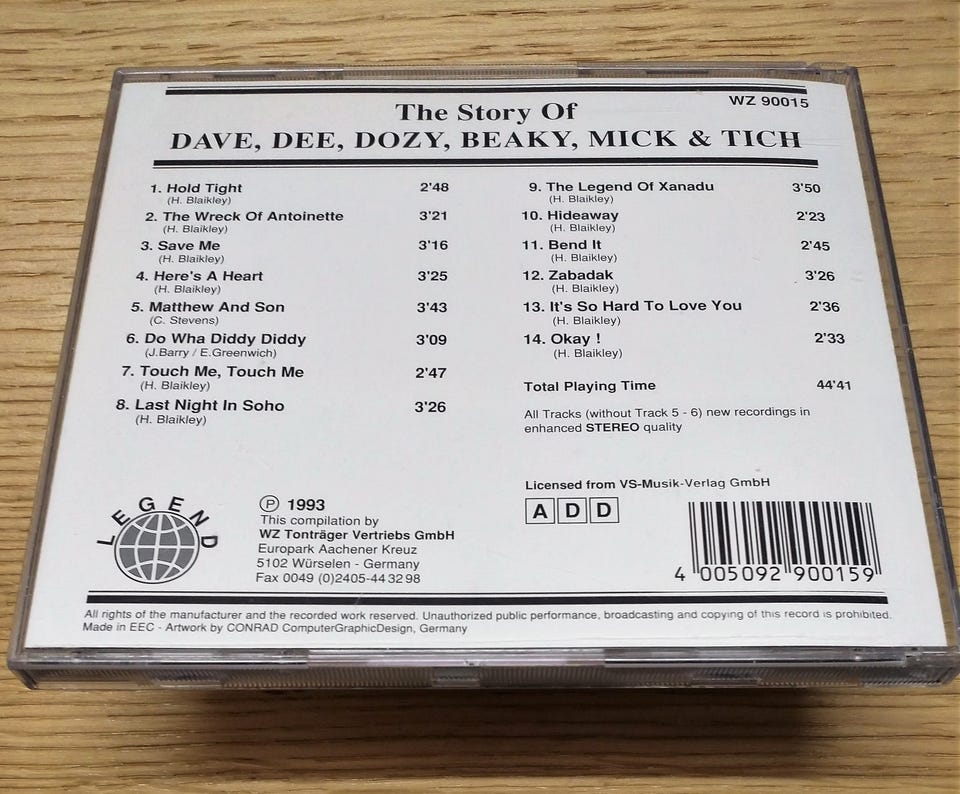 WZ 90015
The Story Of
DAVE, DEE, DOZY, BEAKY, MICK & TICH
1. Hold Tight 2'48
(H. Blaikley)
2. The Wreck Of Antoinette 3'21
(H. Blaikley)
3. Save Me 3'16
(H. Blaikley)
4. Here's A Heart 3'25
(H. Blaikley)
5. Matthew And Son 3'43
(C. Stevens)
6. Do Wha Diddy Diddy 3'09
(J.Barry / E.Greenwich)
7. Touch Me, Touch Me 2'47
(H. Blaikley)
8. Last Night In Soho 3'26
(H. Blaikley)
9. The Legend Of Xanadu 3'50
(H. Blaikley)
10. Hideaway 2'23
(H. Blaikley)
11. Bend It 2'45
(H. Blaikley)
12. Zabadak 3'26
(H. Blaikley)
13. It's So Hard To Love You 2'36
(H. Blaikley)
14. Okay ! 2'33
(H. Blaikley)
Total Playing Time 44'41
All Tracks (without Track 5 - 6) new recordings in
enhanced STEREO quality
Licensed from VS-Musik-Verlag GmbH
A D D
LEGEND
Ⓟ 1993
This compilation by
WZ Tonträger Vertriebs GmbH
Europark Aachener Kreuz
5102 Würselen - Germany
Fax 0049 (0)2405-44 32 98
4 005092 900159
All rights of the manufacturer and the recorded work reserved. Unauthorized public performance, broadcasting and copying of this record is prohibited.
Made in EEC - Artwork by CONRAD ComputerGraphicDesign, Germany